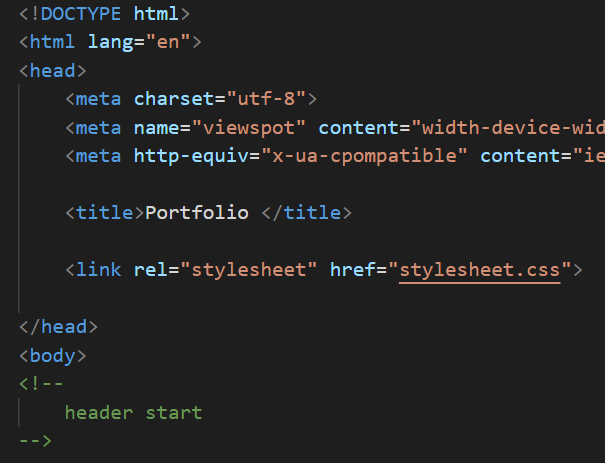 <!DOCTYPE html>
<html lang="en">
<head>
<meta charset="utf-8">
<meta name="viewspot" content="width-device-wid
<meta http-equiv="x-ua-cpompatible" content="ie
<title>Portfolio </title>
<link rel="stylesheet" href="stylesheet.css">
</head>
<body>
<!--
header start
-->